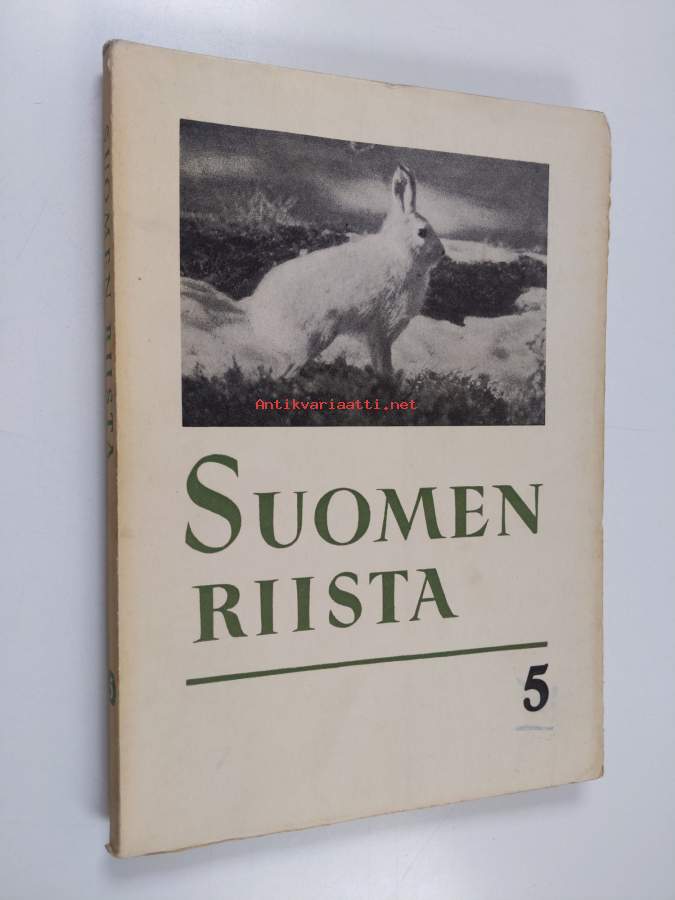 SUOMEN RIISTA
Antikvariaatti.net
SUOMEN
RIISTA
5